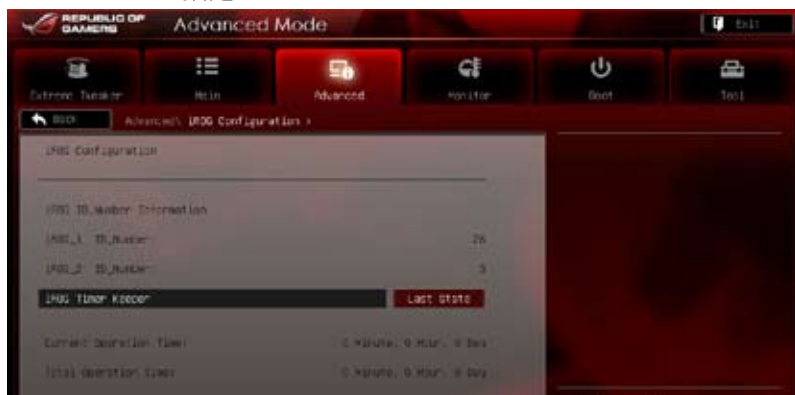 REPUBLIC OF
GAMERS
Advanced Mode
Exit
Extreme Tweaker
Main
Advanced
Monitor
Boot
Tool
Back
Advanced\ iROG Configuration >
iROG Configuration
iROG ID_Number Information
iROG_1 ID_Number
26
iROG_2 ID_Number
iROG Timer Keeper
Last State
Current Operation Time:
0 Minute, 0 Hour, 0 Day
Total Operation Time:
0 Minute, 0 Hour, 0 Day